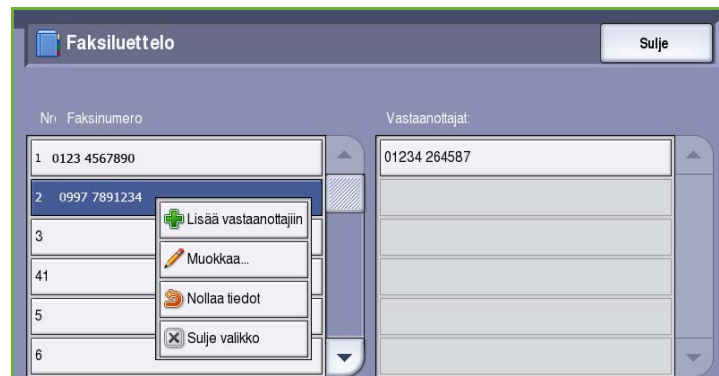 Faksiluettelo
Sulje
Nro Faksinumero
Vastaanottajat:
1 0123 4567890
01234 264587
2 0997 7891234
Lisää vastaanottajiin
3
Muokkaa...
41
Nollaa tiedot
5
Sulje valikko
6